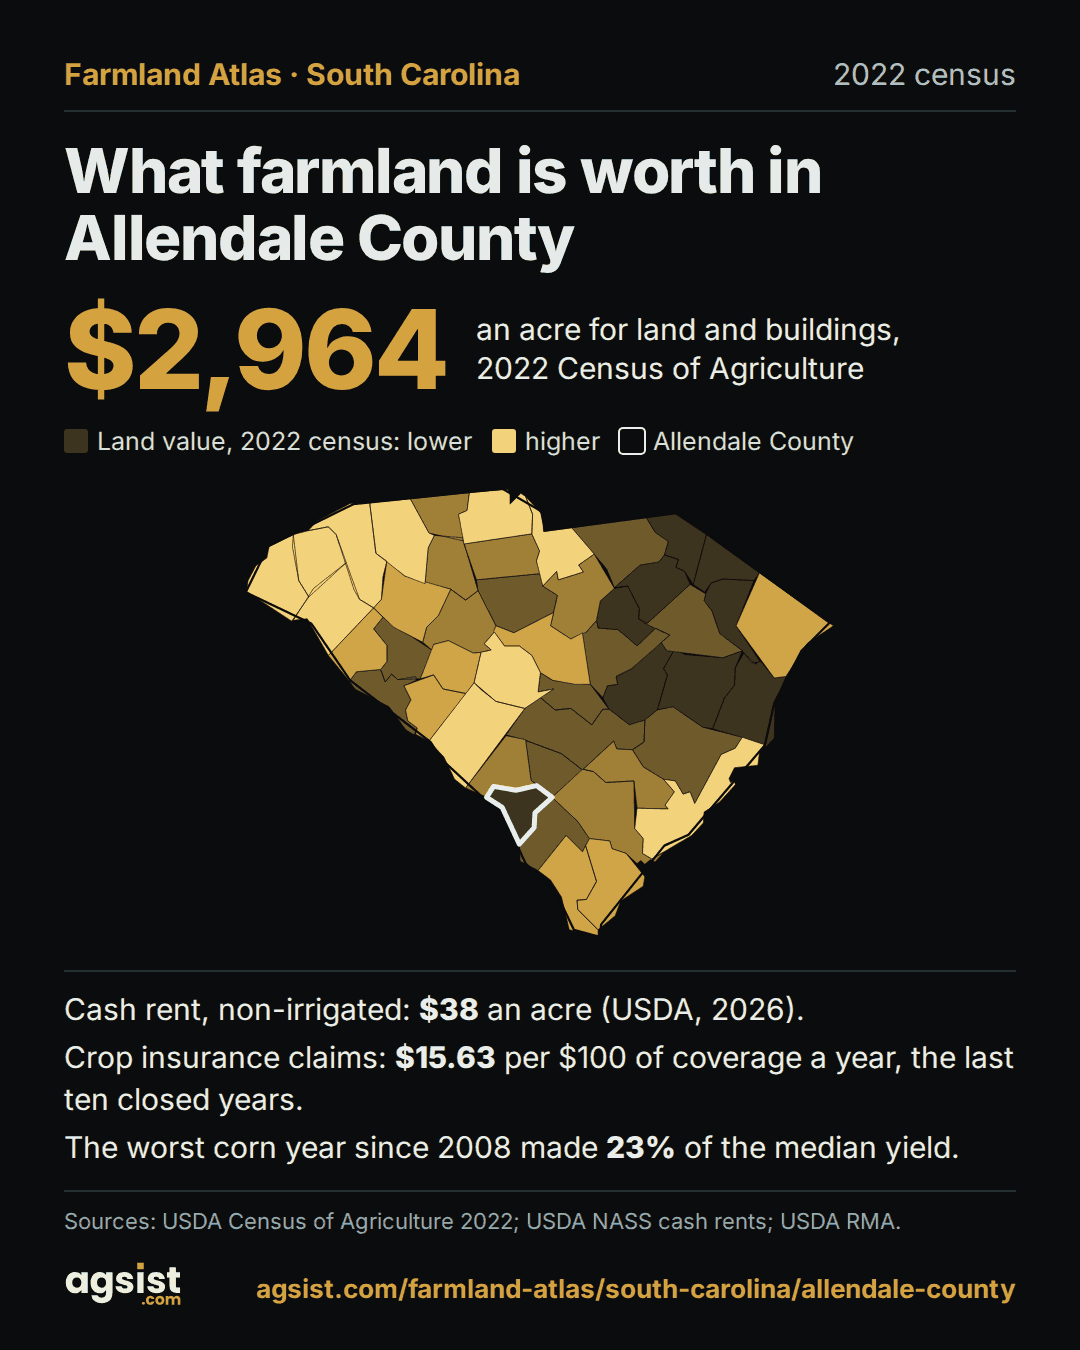 Farmland Atlas · South Carolina
2022 census
What farmland is worth in
Allendale County
$2,964
an acre for land and buildings,
2022 Census of Agriculture
Land value, 2022 census: lower
higher
Allendale County
Cash rent, non-irrigated: $38 an acre (USDA, 2026).
Crop insurance claims: $15.63 per $100 of coverage a year, the last
ten closed years.
The worst corn year since 2008 made 23% of the median yield.
Sources: USDA Census of Agriculture 2022; USDA NASS cash rents; USDA RMA.
agsist
.com
agsist.com/farmland-atlas/south-carolina/allendale-county